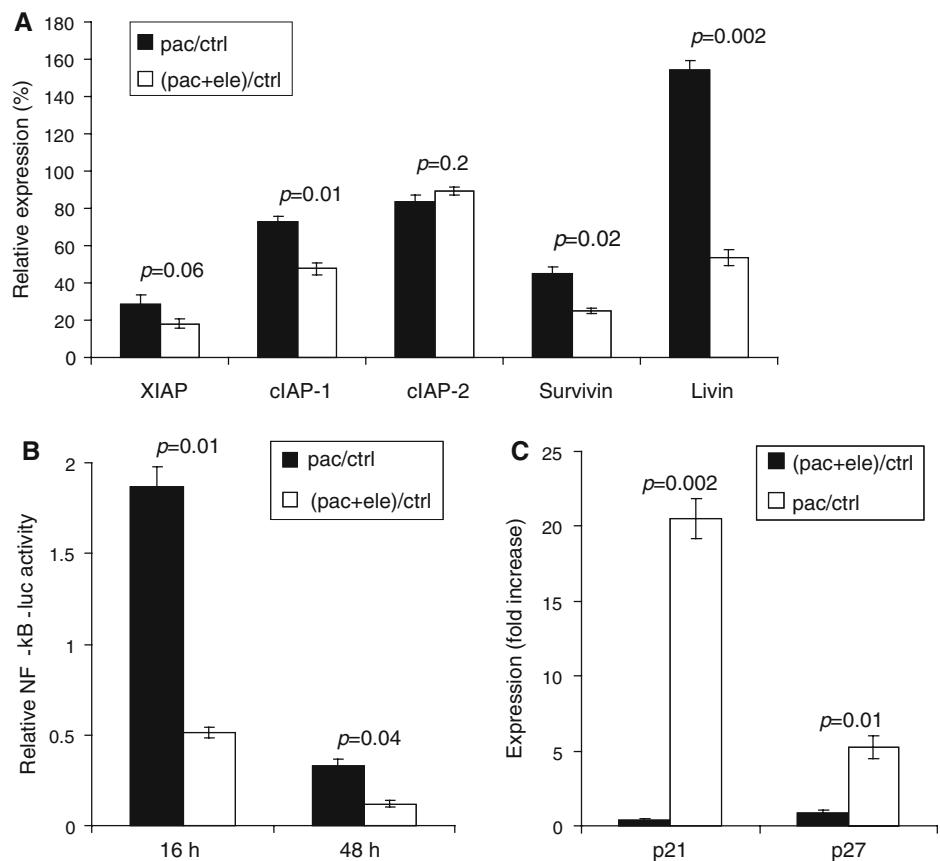 A
180
160
140
120
100
80
60
40
20
0
Relative expression (%)
pac/ctrl
(pac+ele)/ctrl
p=0.06
p=0.01
p=0.2
p=0.02
p=0.002
XIAP
cIAP-1
cIAP-2
Survivin
Livin
B
2
1.5
1
0.5
0
Relative NF -kB -luc activity
pac/ctrl
(pac+ele)/ctrl
p=0.01
p=0.04
16 h
48 h
C
25
20
15
10
5
0
Expression (fold increase)
(pac+ele)/ctrl
pac/ctrl
p=0.002
p=0.01
p21
p27